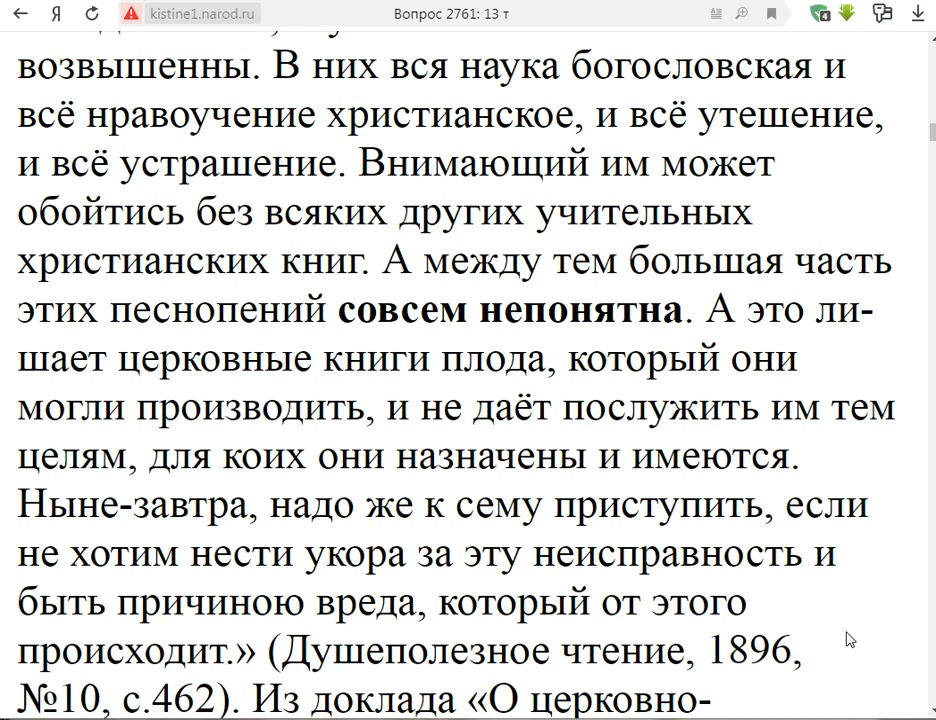 Я kistine1.narod.ru Вопрос 2761: 13 т 4
возвышенны. В них вся наука богословская и
всё нравоучение христианское, и всё утешение,
и всё устрашение. Внимающий им может
обойтись без всяких других учительных
христианских книг. А между тем большая часть
этих песнопений совсем непонятна. А это ли-
шает церковные книги плода, который они
могли производить, и не даёт послужить им тем
целям, для коих они назначены и имеются.
Ныне-завтра, надо же к сему приступить, если
не хотим нести укора за эту неисправность и
быть причиною вреда, который от этого
происходит.» (Душеполезное чтение, 1896,
№10, с.462). Из доклада «О церковно-